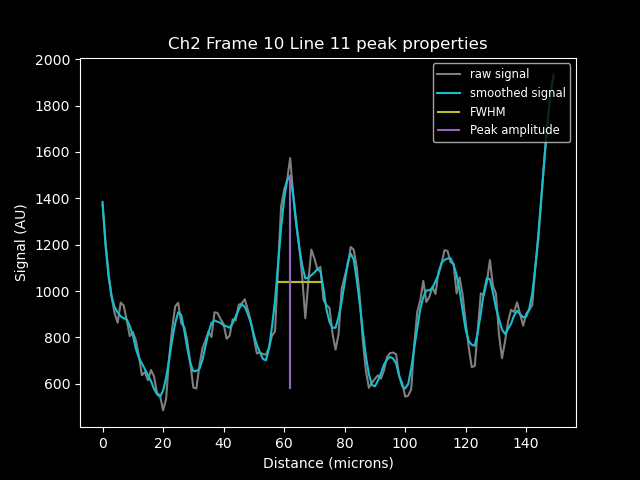 Ch2 Frame 10 Line 11 peak properties
raw signal
smoothed signal
FWHM
Peak amplitude
Signal (AU)
2000
1800
1600
1400
1200
1000
800
600
0 20 40 60 80 100 120 140
Distance (microns)